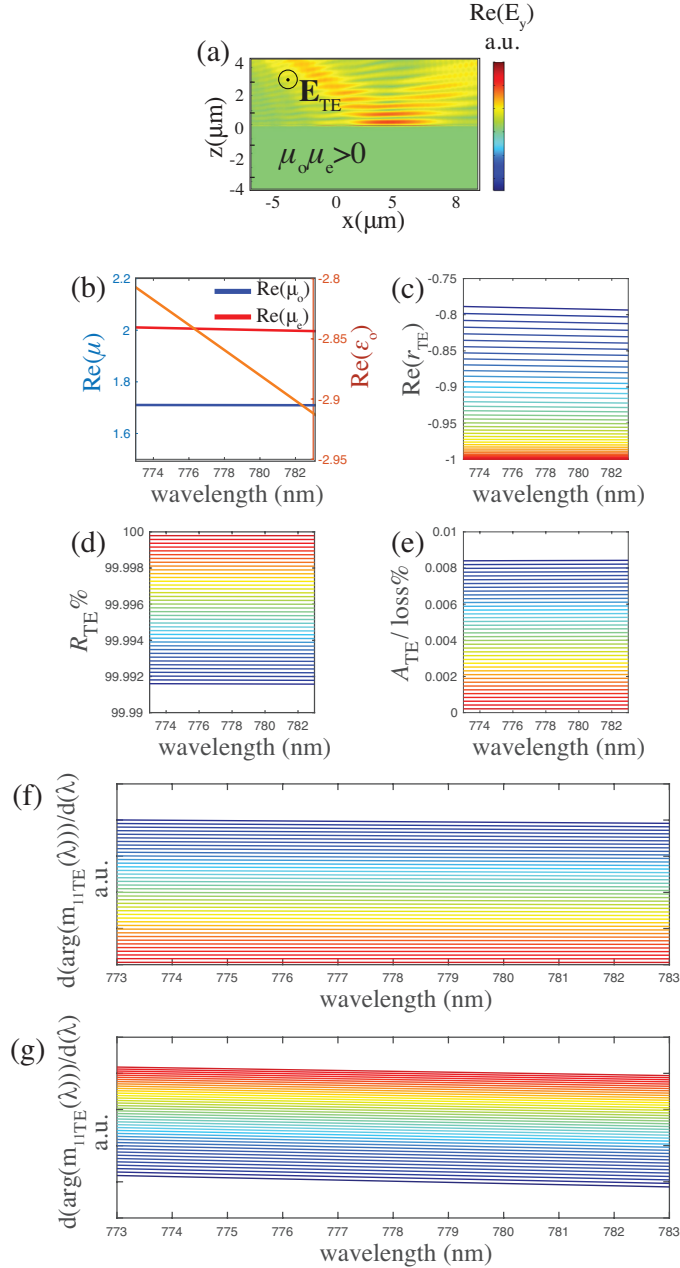 Re(E_y)
a.u.
(a)
4
2
0
-2
-4
z(μm)
E_TE
μ_o μ_e>0
-5 0 5 8
x(μm)
(b)
2.2
2
1.8
1.6
Re(μ)
Re(μ_o)
Re(μ_e)
-2.8
-2.85
-2.9
-2.95
Re(ε_o)
774 776 778 780 782
wavelength (nm)
(c)
-0.75
-0.8
-0.85
-0.9
-0.95
-1
Re(r_TE)
774 776 778 780 782
wavelength (nm)
(d)
100
99.998
99.996
99.994
99.992
99.99
R_TE%
774 776 778 780 782
wavelength (nm)
(e)
0.01
0.008
0.006
0.004
0.002
0
A_TE/ loss%
774 776 778 780 782
wavelength (nm)
(f)
d(arg(m_11TE(λ)))/d(λ)
a.u.
773 774 775 776 777 778 779 780 781 782 783
wavelength (nm)
(g)
d(arg(m_11TE(λ)))/d(λ)
a.u.
773 774 775 776 777 778 779 780 781 782 783
wavelength (nm)